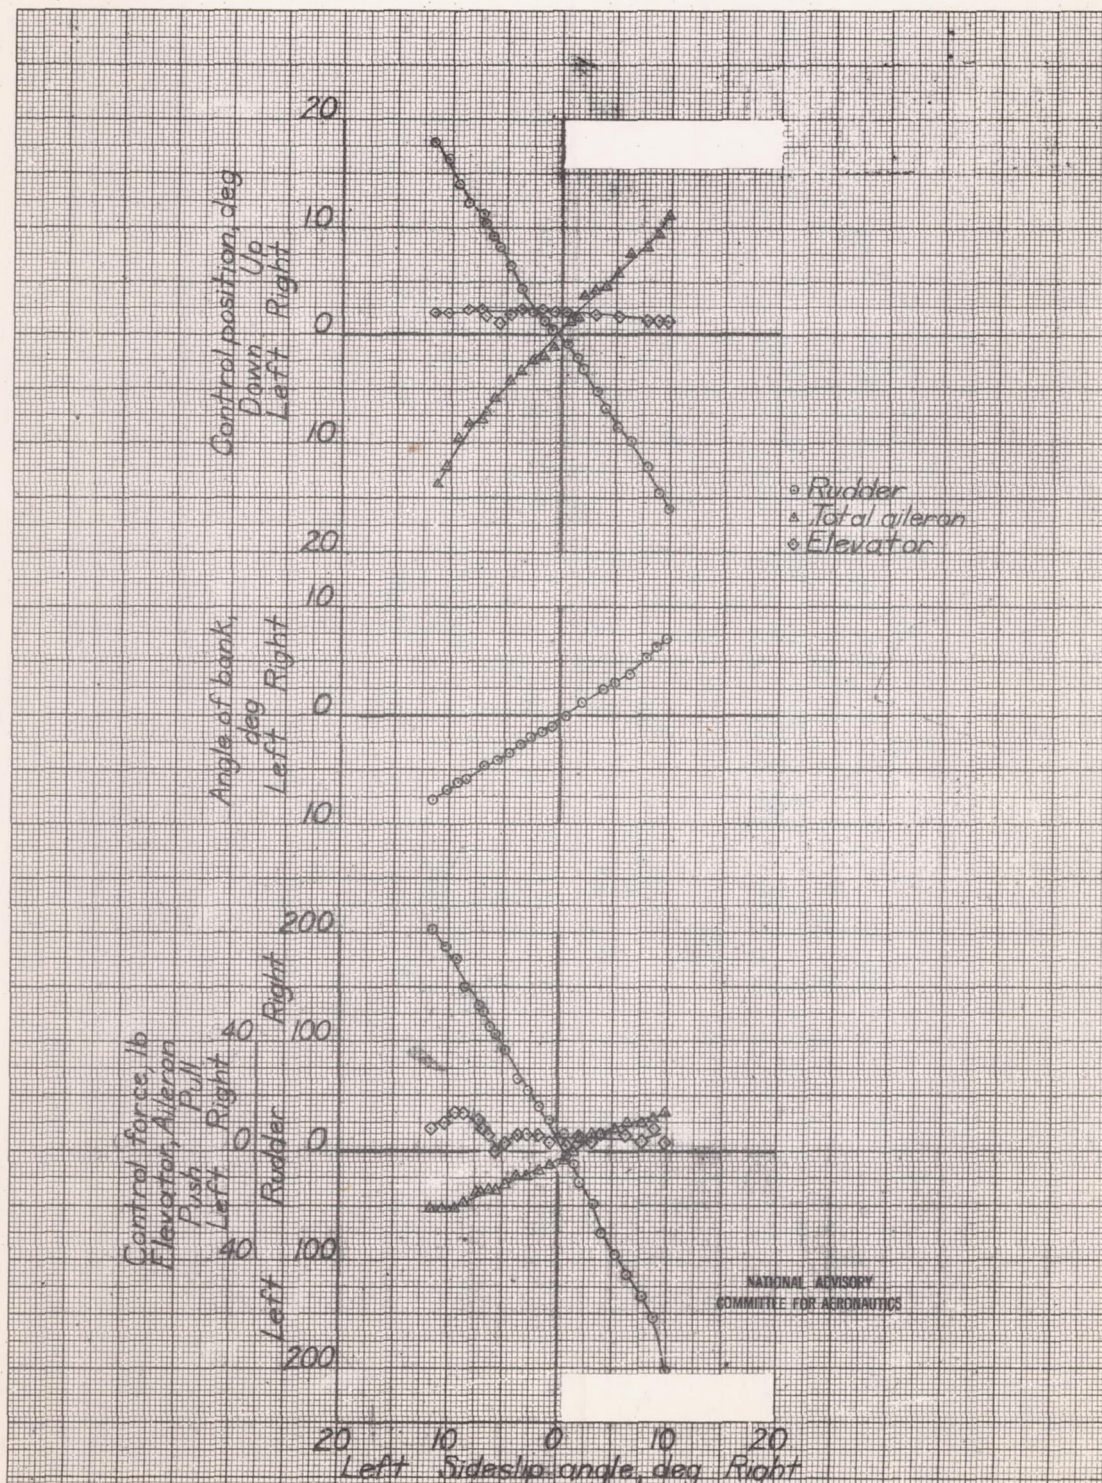 20
10
0
10
20
Control position, deg
Down Up
Left Right
Rudder
Total aileron
Elevator
10
0
10
Angle of bank,
deg
Left Right
200
100
0
100
200
40
0
40
Control force, lb
Elevator, Aileron
Push Pull
Left Right
Rudder
Left Right
NATIONAL ADVISORY
COMMITTEE FOR AERONAUTICS
20 10 0 10 20
Left Sideslip angle, deg Right